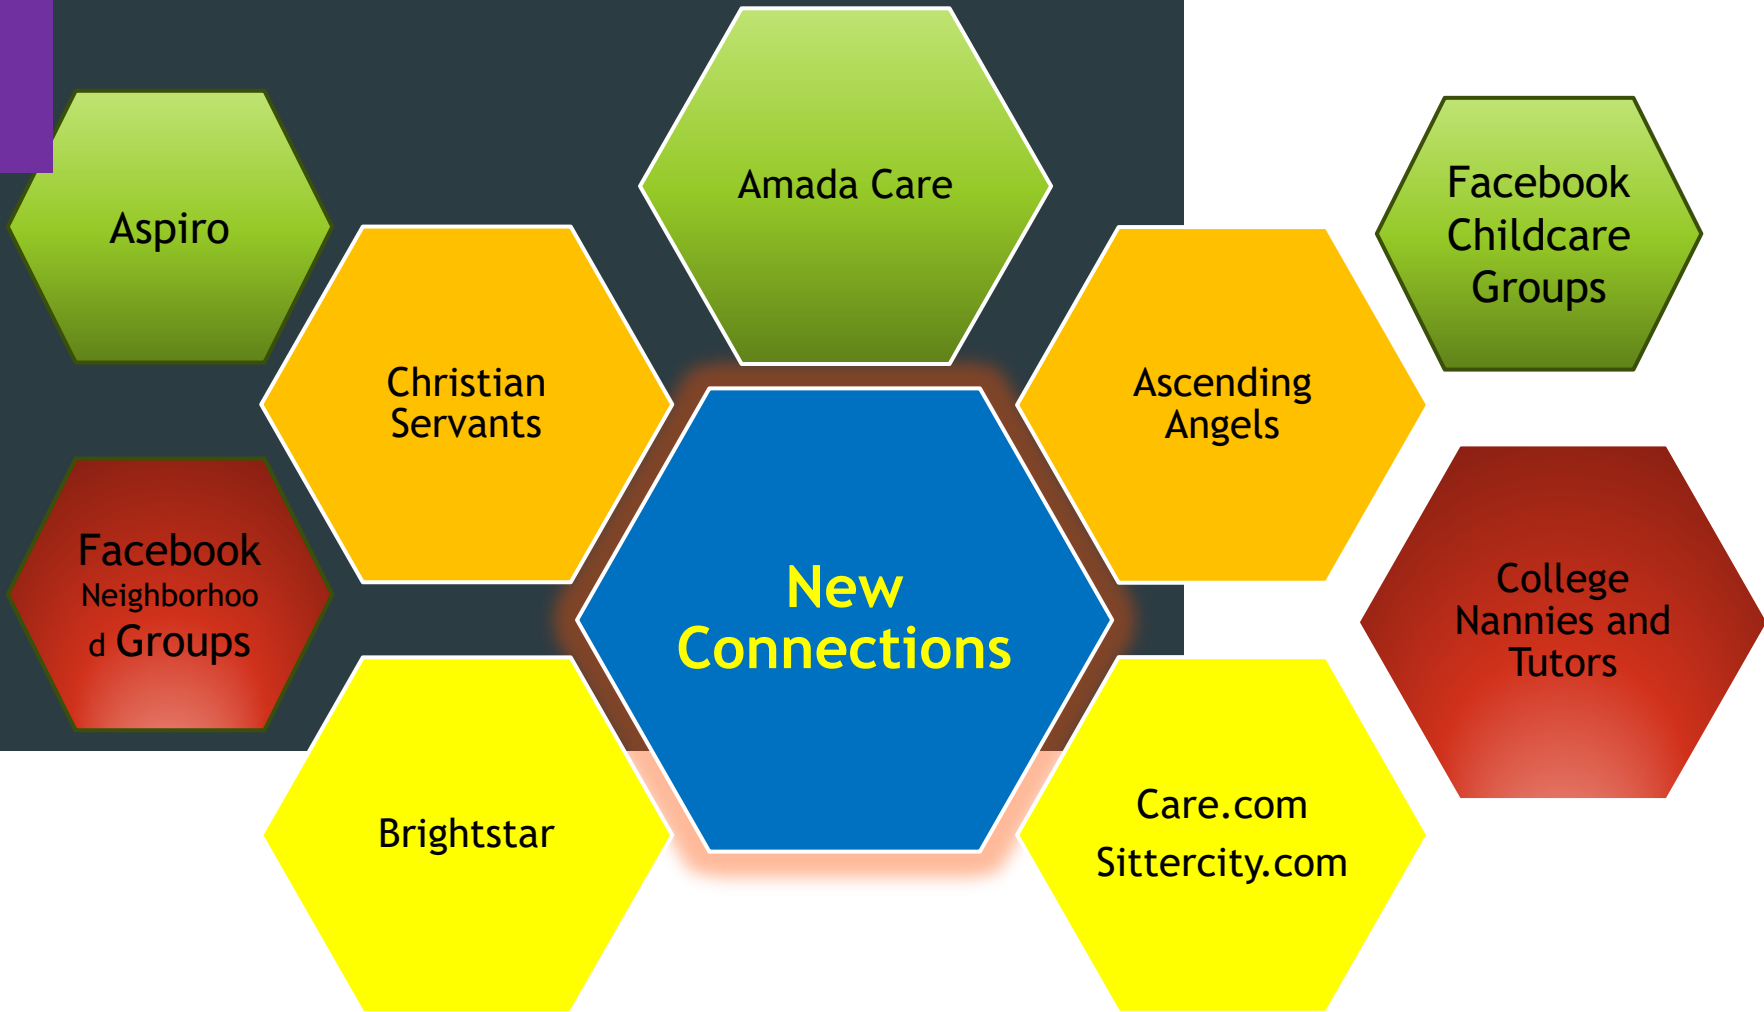 Amada Care
Aspiro
Facebook
Childcare
Groups
Christian
Servants
Ascending
Angels
Facebook
Neighborhoo
d Groups
New
Connections
College
Nannies and
Tutors
Brightstar
Care.com
Sittercity.com